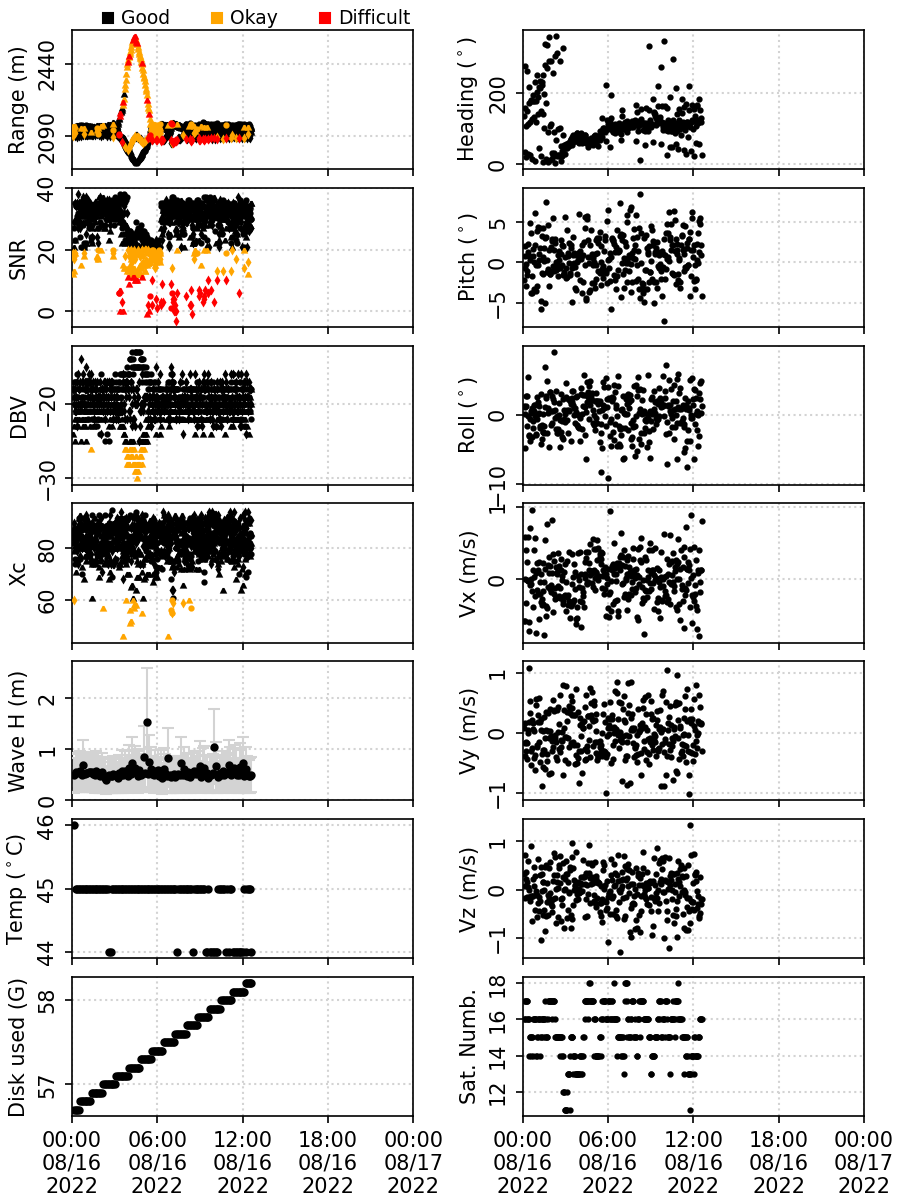 Good Okay Difficult
Range (m)
2440
2090
Heading (°)
200
0
SNR
40
20
0
Pitch (°)
5
0
−5
DBV
−20
−30
Roll (°)
0
−10
Xc
80
60
Vx (m/s)
1
0
Wave H (m)
2
1
0
Vy (m/s)
1
0
−1
Temp (°C)
46
45
44
Vz (m/s)
1
0
−1
Disk used (G)
58
57
Sat. Numb.
18
16
14
12
00:00 06:00 12:00 18:00 00:00
08/16 08/16 08/16 08/16 08/17
2022 2022 2022 2022 2022
00:00 06:00 12:00 18:00 00:00
08/16 08/16 08/16 08/16 08/17
2022 2022 2022 2022 2022